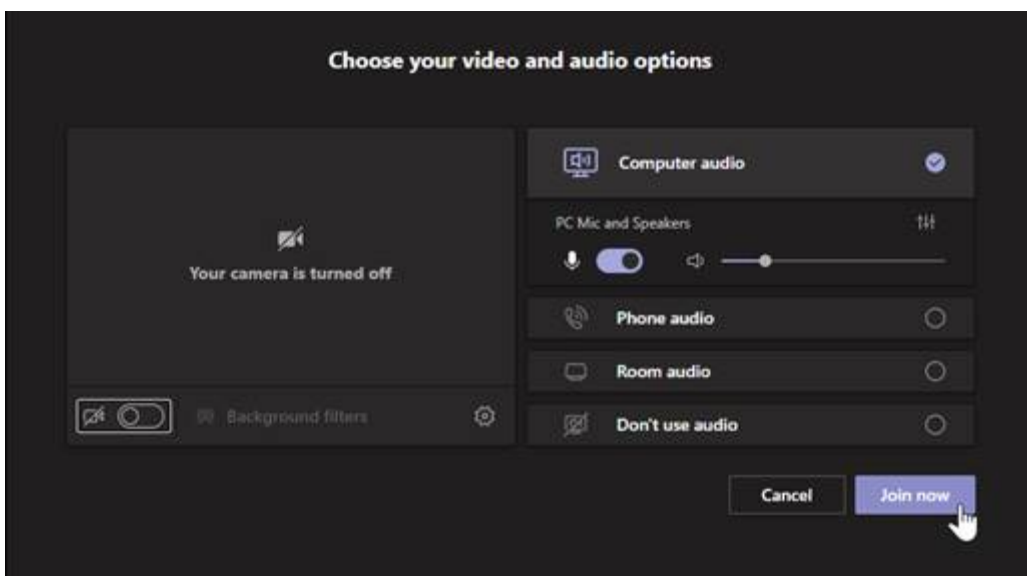 Choose your video and audio options
Your camera is turned off
Background filters
Computer audio
PC Mic and Speakers
Phone audio
Room audio
Don't use audio
Cancel
Join now